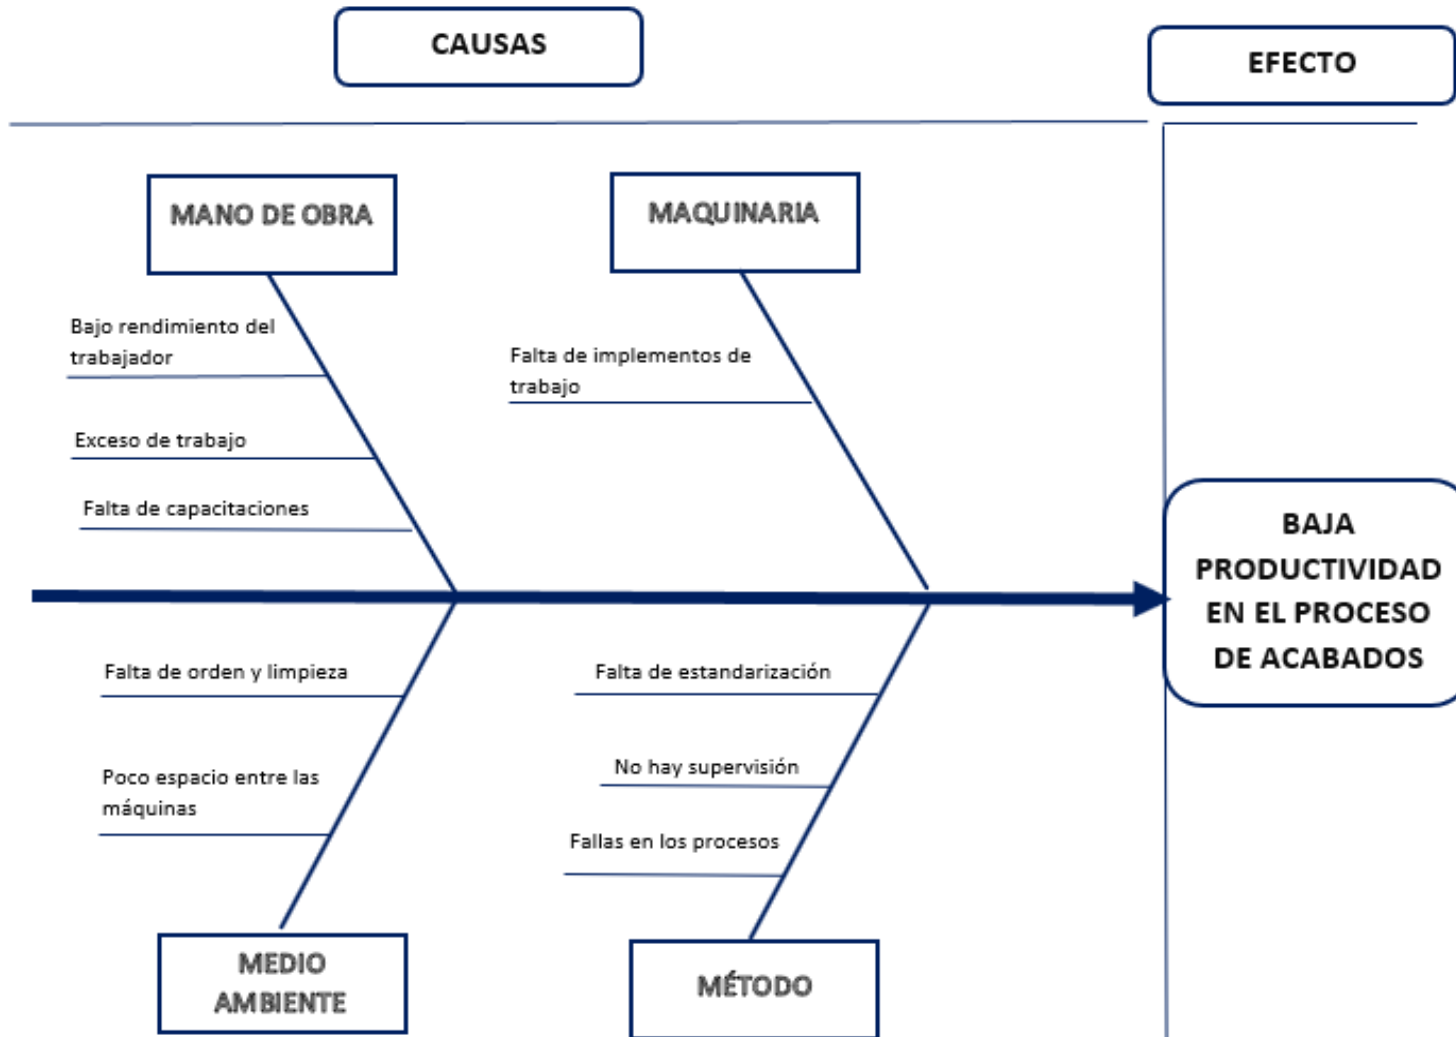 CAUSAS
EFECTO
MANO DE OBRA
MAQUINARIA
Bajo rendimiento del
trabajador
Falta de implementos de
trabajo
Exceso de trabajo
Falta de capacitaciones
BAJA
PRODUCTIVIDAD
EN EL PROCESO
DE ACABADOS
Falta de orden y limpieza
Falta de estandarización
Poco espacio entre las
máquinas
No hay supervisión
Fallas en los procesos
MEDIO
AMBIENTE
MÉTODO